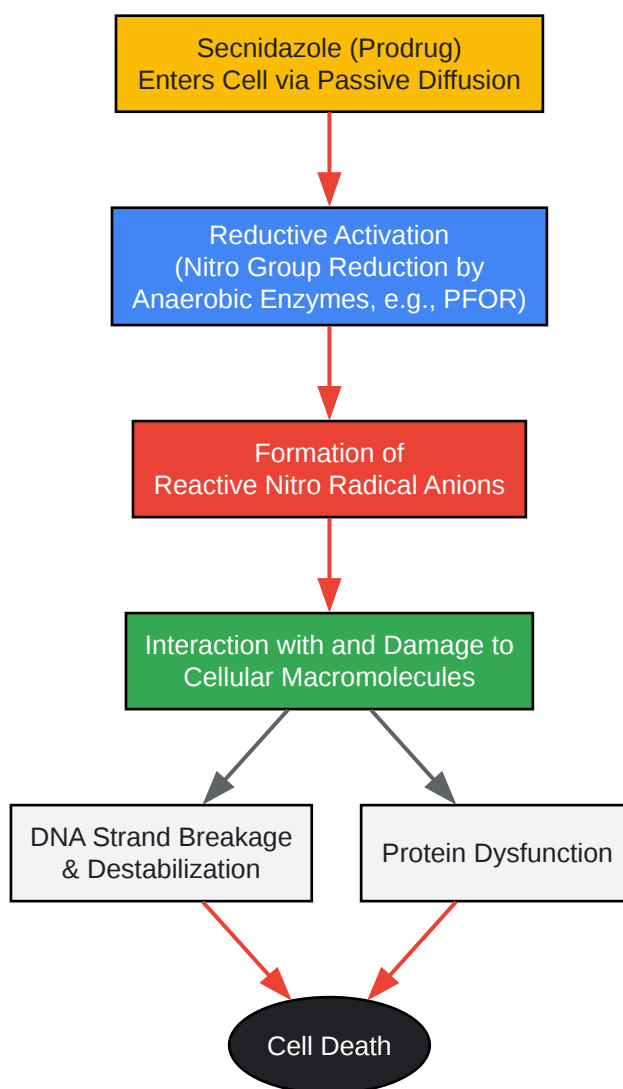 Secnidazole (Prodrug)
Enters Cell via Passive Diffusion
Reductive Activation
(Nitro Group Reduction by
Anaerobic Enzymes, e.g., PFOR)
Formation of
Reactive Nitro Radical Anions
Interaction with and Damage to
Cellular Macromolecules
DNA Strand Breakage
& Destabilization
Protein Dysfunction
Cell Death